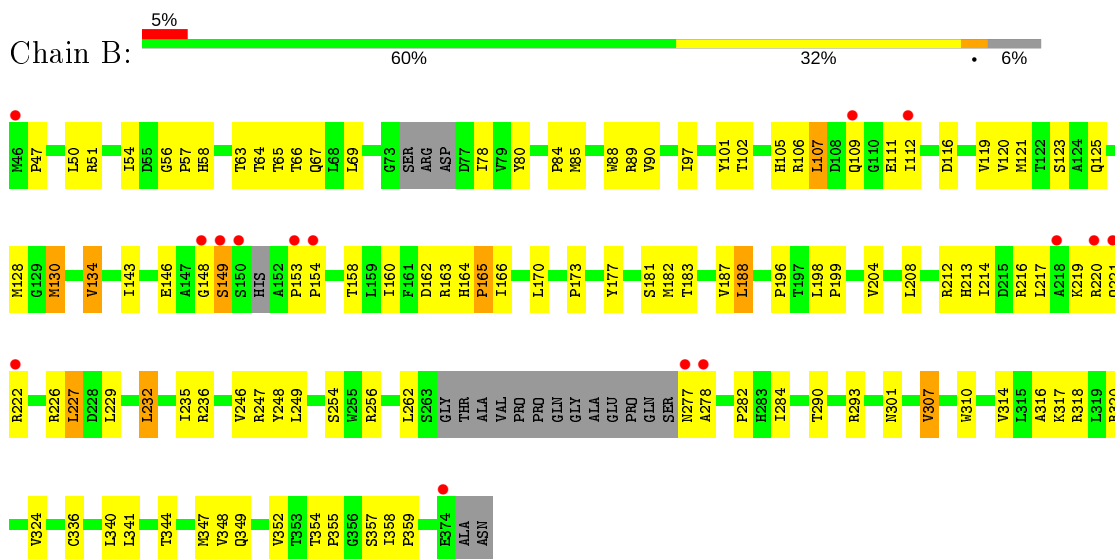 5%
Chain B:
60% 32% • 6%
M46 P47 L50 R51 I54 D55 G56 P57 H58 T63 T64 T65 T66 Q67 L68 L69 G73 SER ARG ASP D77 I78 V79 Y80 P84 M85 W88 R89 V90 I97 Y101 T102 H105 R106 L107 D108 Q109 G110 E111 I112 D116 V119 V120 M121 T122 S123 A124 Q125
M128 G129 M130 V134 I143 E146 A147 G148 S149 S150 HIS A152 P153 P154 T158 L159 I160 F161 D162 R163 H164 P165 I166 L170 P173 Y177 S181 M182 T183 V187 L188 P196 T197 L198 P199 V204 L208 R212 H213 I214 D215 R216 L217 A218 K219 R220
R222 R226 L227 D228 L229 L232 I235 R236 V246 R247 Y248 L249 S254 W255 R256 L262 S263 GLY THR ALA VAL PRO PRO GLN GLY GLY ALA GLU PRO GLN SER N277 A278 P282 H283 I284 T290 R293 N301 V307 W310 V314 L315 A316 K317 R318 L319
V324 C336 L340 L341 T344 M347 V348 Q349 V352 T353 T354 P355 G356 S357 I358 P359 E374 ALA ASN